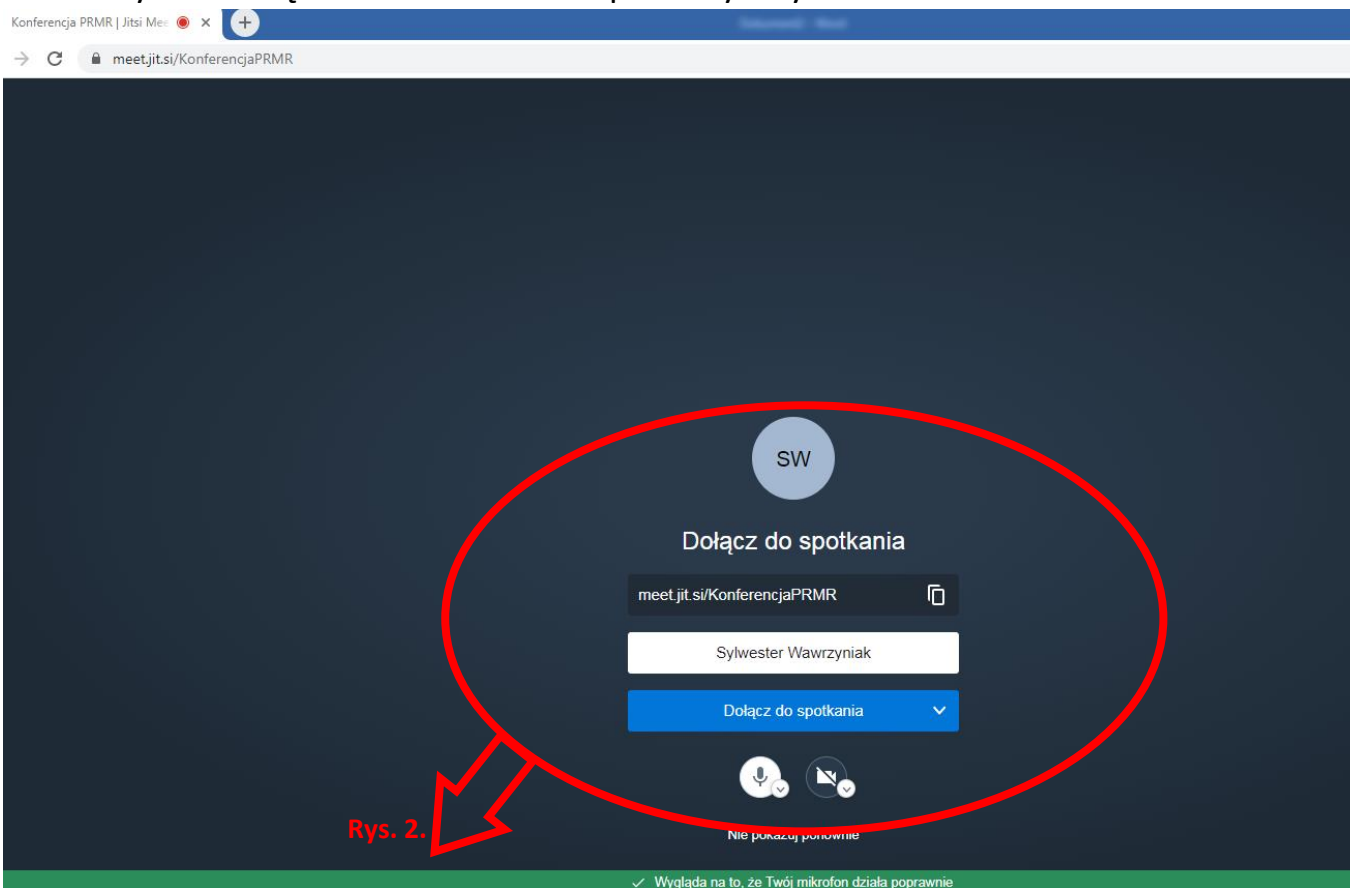 Konferencja PRMR | Jitsi Mee
meet.jit.si/KonferencjaPRMR
SW
Dołącz do spotkania
meet.jit.si/KonferencjaPRMR
Sylwester Wawrzyniak
Dołącz do spotkania
Rys. 2.
Nie pokazuj ponownie
Wygląda na to, że Twój mikrofon działa poprawnie